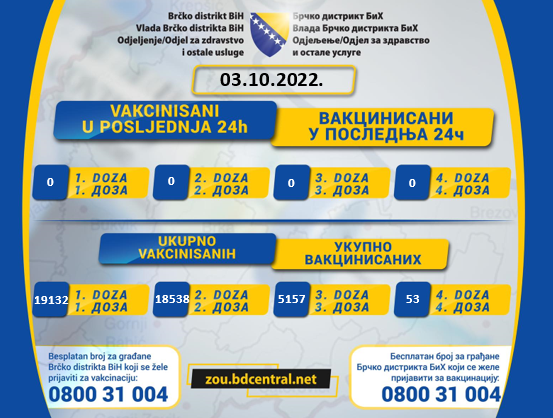 Brčko distrikt BiH
Vlada Brčko distrikta BiH
Odjeljenje/Odjel za zdravstvo
i ostale usluge
Брчко дистрикт БиХ
Влада Брчко дистрикта БиХ
Одјељење/Одјел за здравство
и остале услуге
03.10.2022.
VAKCINISANI
U POSLJEDNJA 24h
ВАКЦИНИСАНИ
У ПОСЛЕДЊА 24ч
0
1. DOZA
1. ДОЗА
0
2. DOZA
2. ДОЗА
0
3. DOZA
3. ДОЗА
0
4. DOZA
4. ДОЗА
UKUPNO
VAKCINISANIH
УКУПНО
ВАКЦИНИСАНИХ
19132
1. DOZA
1. ДОЗА
18538
2. DOZA
2. ДОЗА
5157
3. DOZA
3. ДОЗА
53
4. DOZA
4. ДОЗА
Besplatan broj za građane
Brčko distrikta BiH koji se žele
prijaviti za vakcinaciju:
0800 31 004
zou.bdcentral.net
Бесплатан број за грађане
Брчко дистрикта БиХ који се желе
пријавити за вакцинацију:
0800 31 004